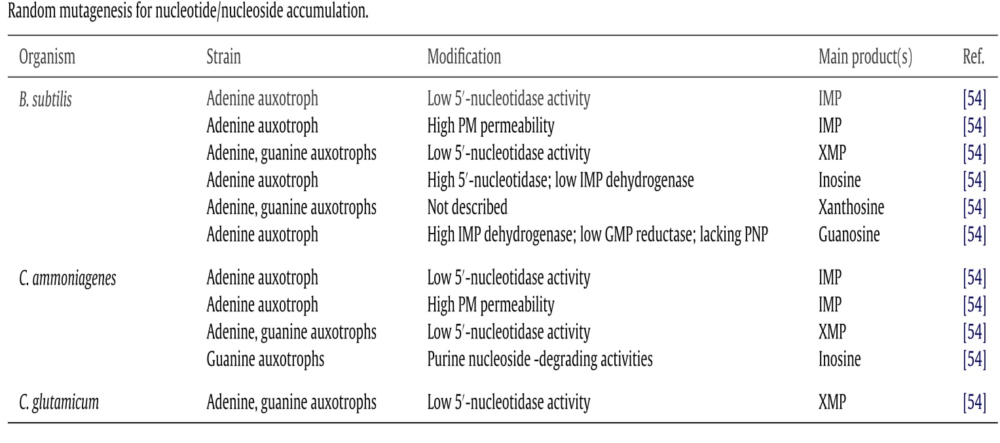 Random mutagenesis for nucleotide/nucleoside accumulation.
Organism Strain Modification Main product(s) Ref.
B. subtilis Adenine auxotroph Low 5′-nucleotidase activity IMP [54]
Adenine auxotroph High PM permeability IMP [54]
Adenine, guanine auxotrophs Low 5′-nucleotidase activity XMP [54]
Adenine auxotroph High 5′-nucleotidase; low IMP dehydrogenase Inosine [54]
Adenine, guanine auxotrophs Not described Xanthosine [54]
Adenine auxotroph High IMP dehydrogenase; low GMP reductase; lacking PNP Guanosine [54]
C. ammoniagenes Adenine auxotroph Low 5′-nucleotidase activity IMP [54]
Adenine auxotroph High PM permeability IMP [54]
Adenine, guanine auxotrophs Low 5′-nucleotidase activity XMP [54]
Guanine auxotrophs Purine nucleoside -degrading activities Inosine [54]
C. glutamicum Adenine, guanine auxotrophs Low 5′-nucleotidase activity XMP [54]